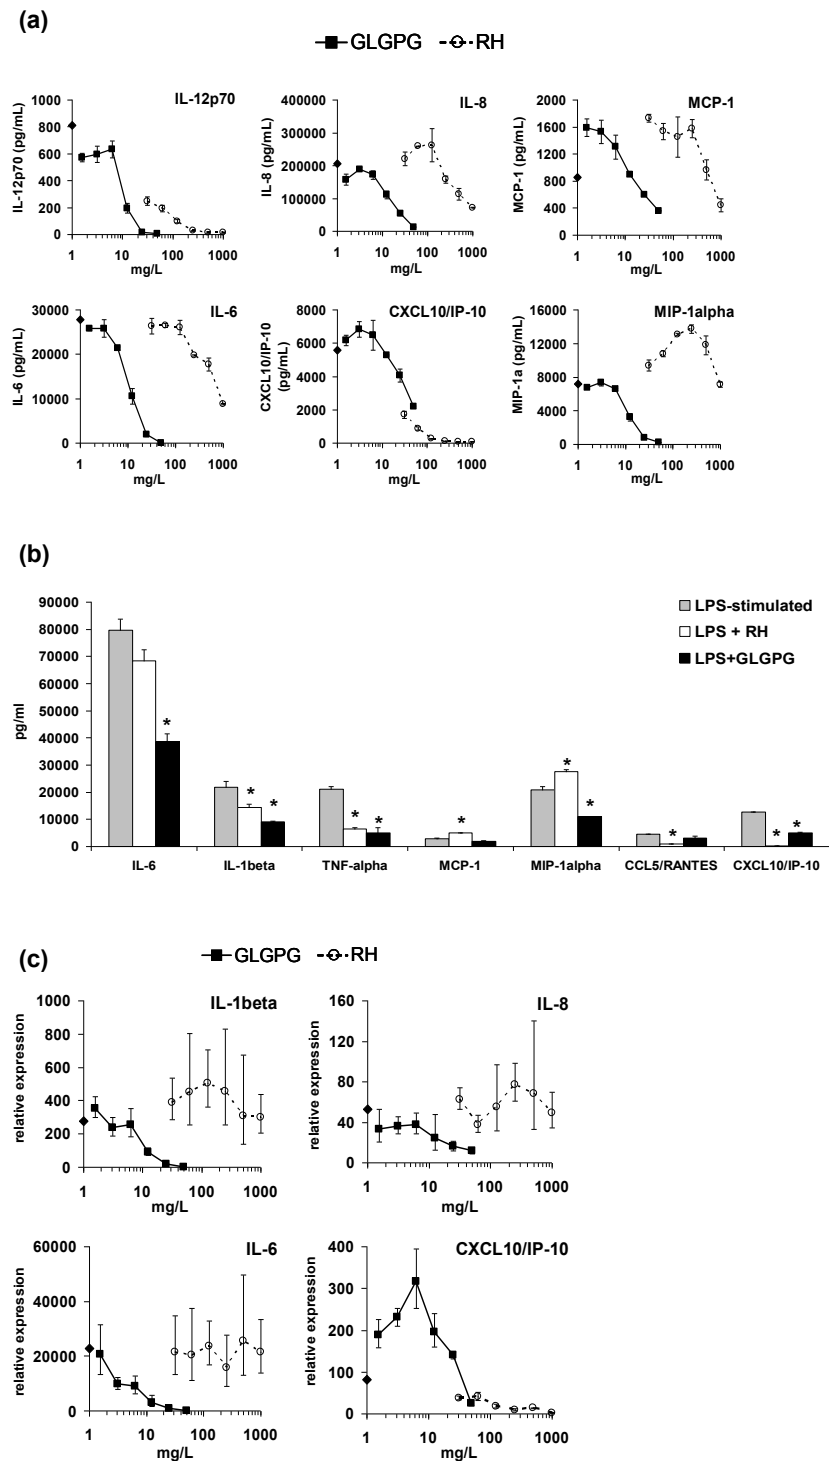 (a)
GLGPG RH
IL-12p70
IL-12p70 (pg/mL)
1000
800
600
400
200
0
1 10 100 1000
mg/L
IL-8
IL-8 (pg/mL)
400000
300000
200000
100000
0
1 10 100 1000
mg/L
MCP-1
MCP-1 (pg/mL)
2000
1600
1200
800
400
0
1 10 100 1000
mg/L
IL-6
IL-6 (pg/mL)
30000
20000
10000
0
1 10 100 1000
mg/L
CXCL10/IP-10
CXCL10/IP-10
(pg/mL)
8000
6000
4000
2000
0
1 10 100 1000
mg/L
MIP-1alpha
MIP-1a (pg/mL)
16000
12000
8000
4000
0
1 10 100 1000
mg/L
(b)
pg/ml
90000
80000
70000
60000
50000
40000
30000
20000
10000
0
LPS-stimulated
LPS + RH
LPS+GLGPG
*
* *
* *
*
* *
*
* *
IL-6 IL-1beta TNF-alpha MCP-1 MIP-1alpha CCL5/RANTES CXCL10/IP-10
(c)
GLGPG RH
IL-1beta
relative expression
1000
800
600
400
200
0
1 10 100 1000
mg/L
IL-8
relative expression
160
120
80
40
0
1 10 100 1000
mg/L
IL-6
relative expression
60000
40000
20000
0
1 10 100 1000
mg/L
CXCL10/IP-10
relative expression
400
300
200
100
0
1 10 100 1000
mg/L